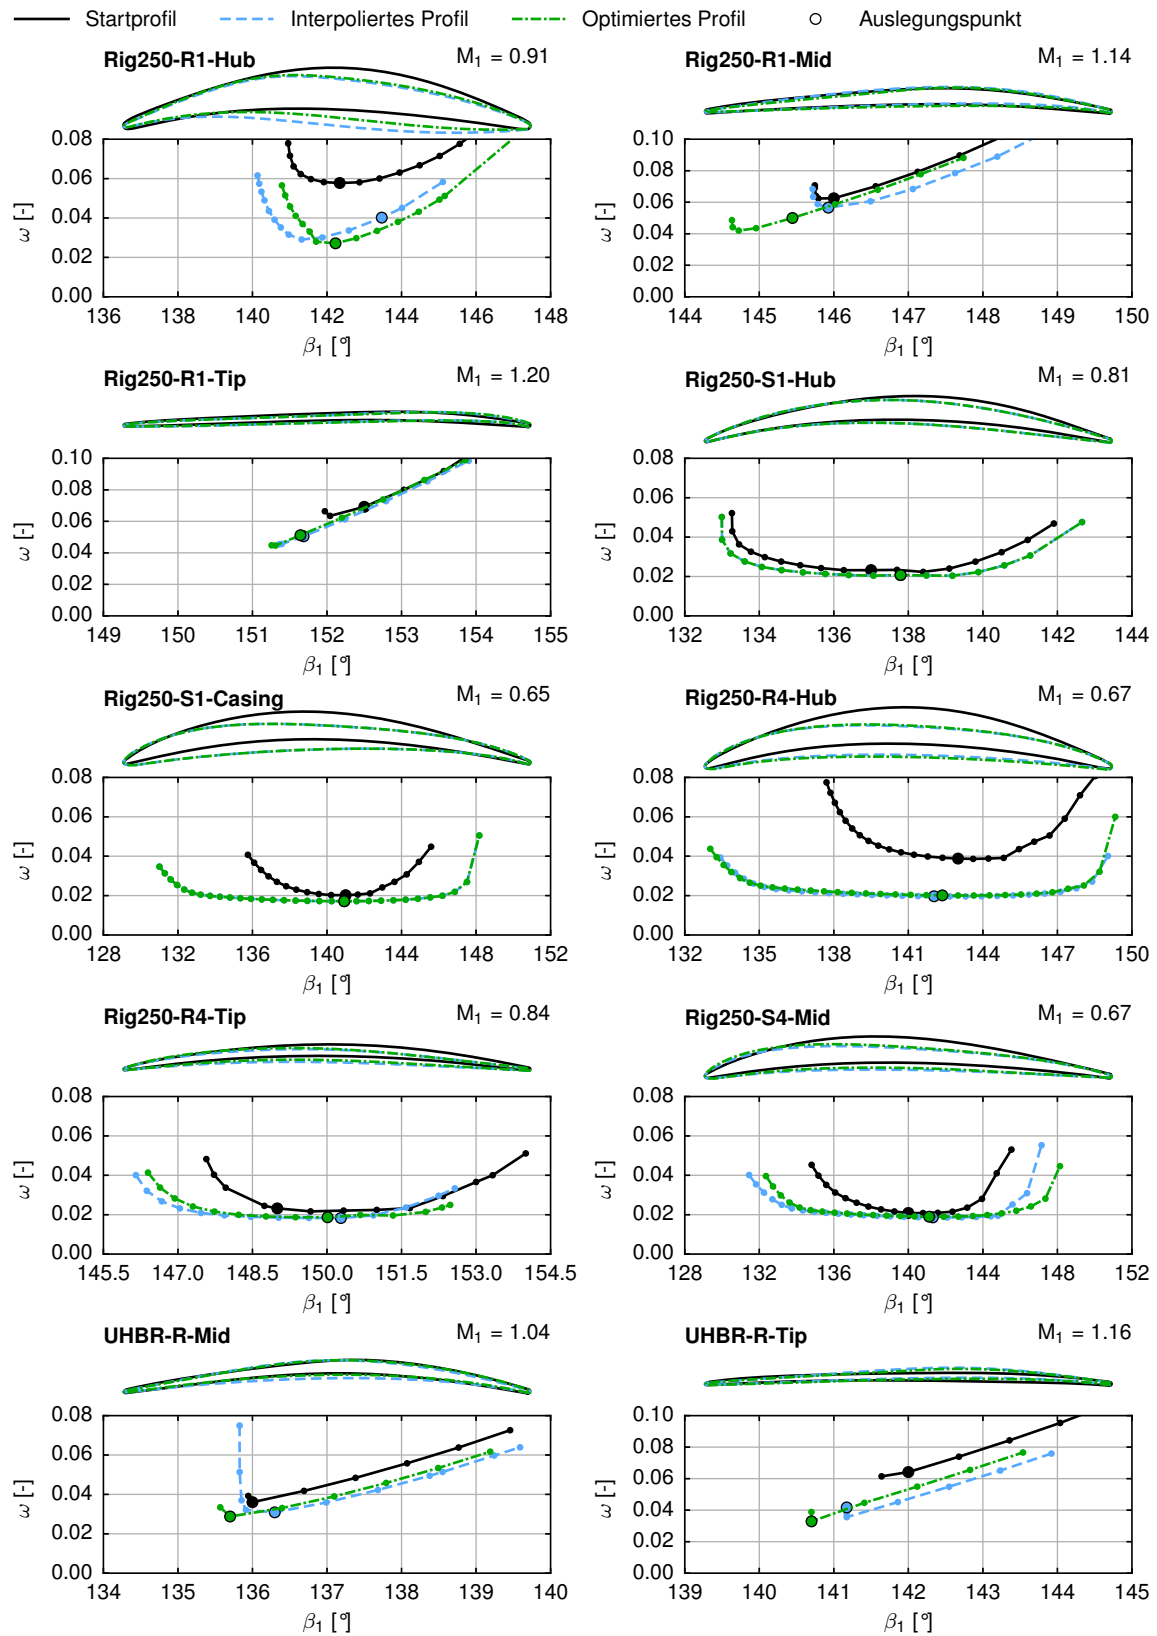 Startprofil Interpoliertes Profil Optimiertes Profil Auslegungspunkt
Rig250-R1-Hub M₁ = 0.91
0.08
0.06
0.04
0.02
0.00
ω [-]
136 138 140 142 144 146 148
β₁ [°]
Rig250-R1-Mid M₁ = 1.14
0.10
0.08
0.06
0.04
0.02
0.00
ω [-]
144 145 146 147 148 149 150
β₁ [°]
Rig250-R1-Tip M₁ = 1.20
0.10
0.08
0.06
0.04
0.02
0.00
ω [-]
149 150 151 152 153 154 155
β₁ [°]
Rig250-S1-Hub M₁ = 0.81
0.08
0.06
0.04
0.02
0.00
ω [-]
132 134 136 138 140 142 144
β₁ [°]
Rig250-S1-Casing M₁ = 0.65
0.08
0.06
0.04
0.02
0.00
ω [-]
128 132 136 140 144 148 152
β₁ [°]
Rig250-R4-Hub M₁ = 0.67
0.08
0.06
0.04
0.02
0.00
ω [-]
132 135 138 141 144 147 150
β₁ [°]
Rig250-R4-Tip M₁ = 0.84
0.08
0.06
0.04
0.02
0.00
ω [-]
145.5 147.0 148.5 150.0 151.5 153.0 154.5
β₁ [°]
Rig250-S4-Mid M₁ = 0.67
0.08
0.06
0.04
0.02
0.00
ω [-]
128 132 136 140 144 148 152
β₁ [°]
UHBR-R-Mid M₁ = 1.04
0.08
0.06
0.04
0.02
0.00
ω [-]
134 135 136 137 138 139 140
β₁ [°]
UHBR-R-Tip M₁ = 1.16
0.10
0.08
0.06
0.04
0.02
0.00
ω [-]
139 140 141 142 143 144 145
β₁ [°]